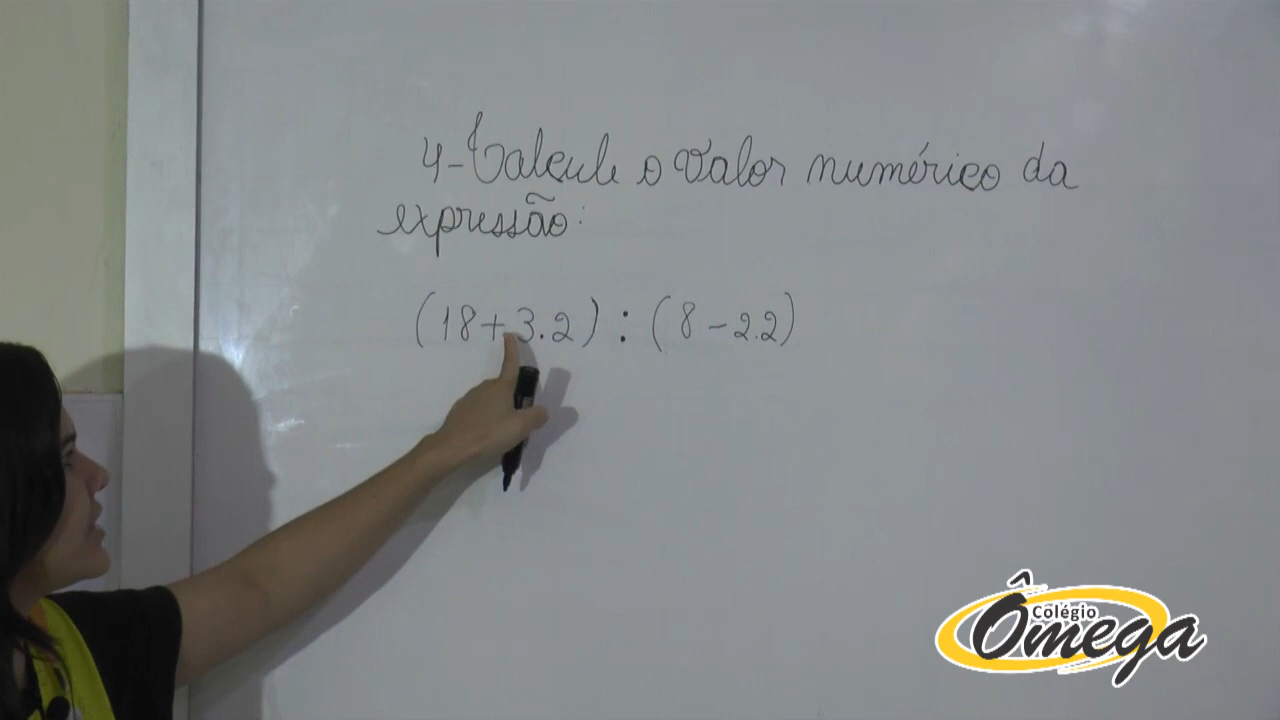 4-Calcule o valor numérico da
expressão:
(18+3.2) : (8-2.2)
Colégio
Ômega